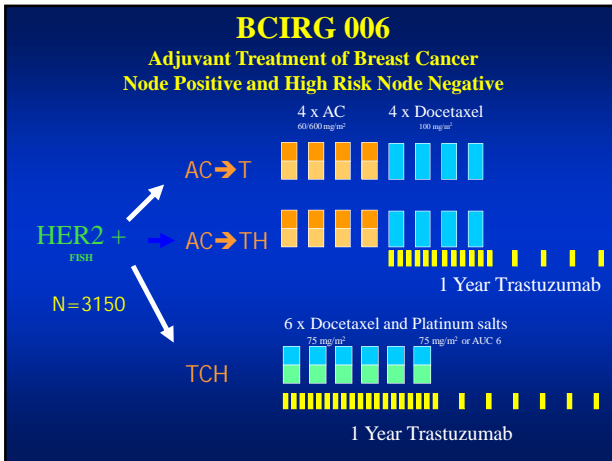 BCIRG 006
Adjuvant Treatment of Breast Cancer
Node Positive and High Risk Node Negative
4 x AC
60/600 mg/m²
4 x Docetaxel
100 mg/m²
AC➔T
HER2 +
FISH
AC➔TH
1 Year Trastuzumab
N=3150
6 x Docetaxel and Platinum salts
75 mg/m²
75 mg/m² or AUC 6
TCH
1 Year Trastuzumab